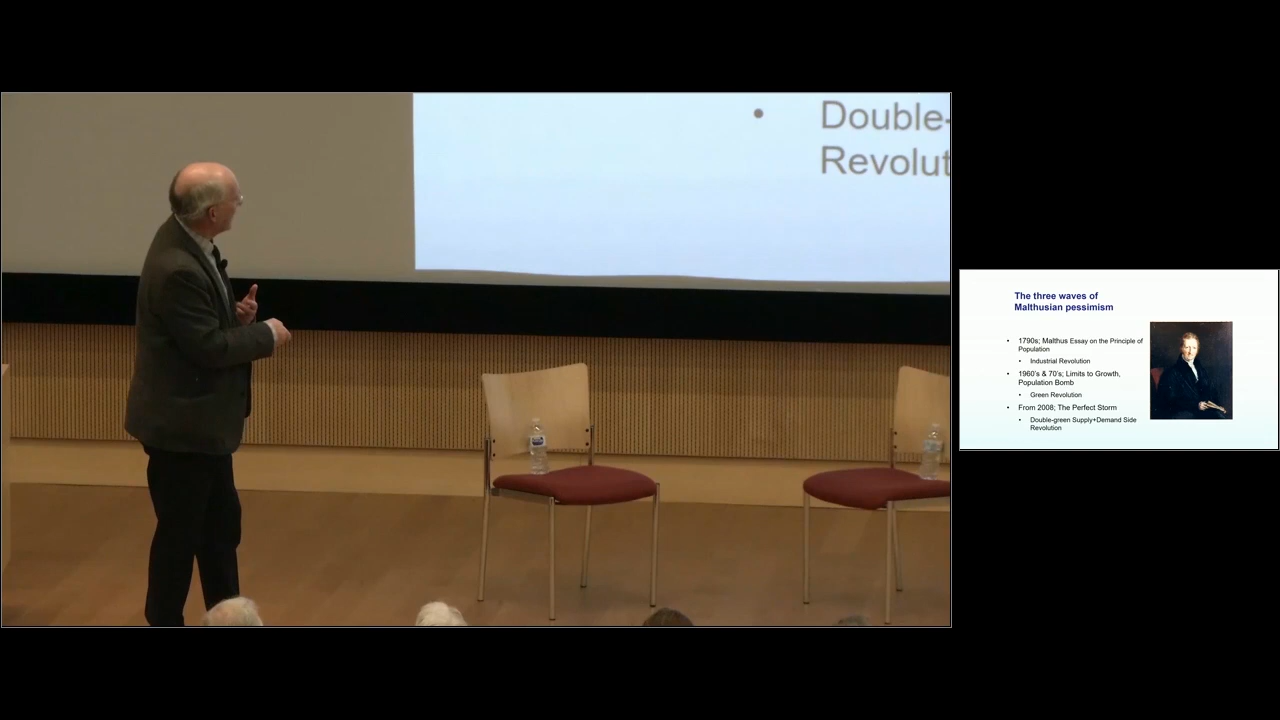 Double-
Revolut
The three waves of
Malthusian pessimism
• 1790s; Malthus Essay on the Principle of
Population
• Industrial Revolution
• 1960's & 70's; Limits to Growth,
Population Bomb
• Green Revolution
• From 2008; The Perfect Storm
• Double-green Supply+Demand Side
Revolution